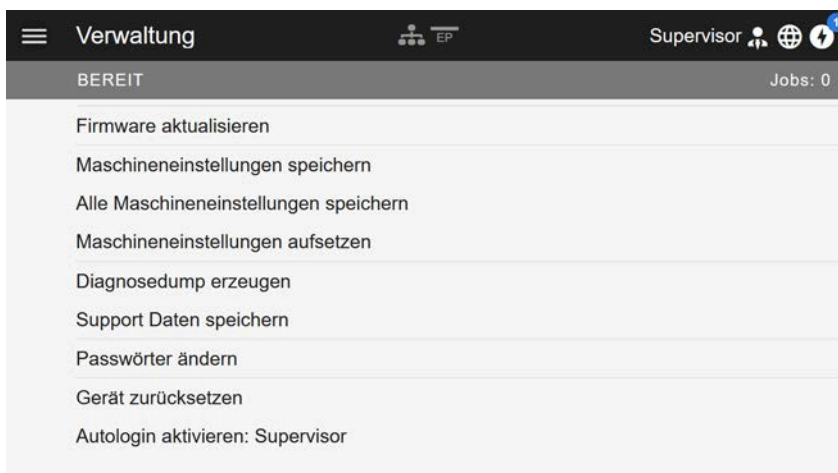 Verwaltung EP Supervisor 1
BEREIT Jobs: 0
Firmware aktualisieren
Maschineneinstellungen speichern
Alle Maschineneinstellungen speichern
Maschineneinstellungen aufsetzen
Diagnosedump erzeugen
Support Daten speichern
Passwörter ändern
Gerät zurücksetzen
Autologin aktivieren: Supervisor